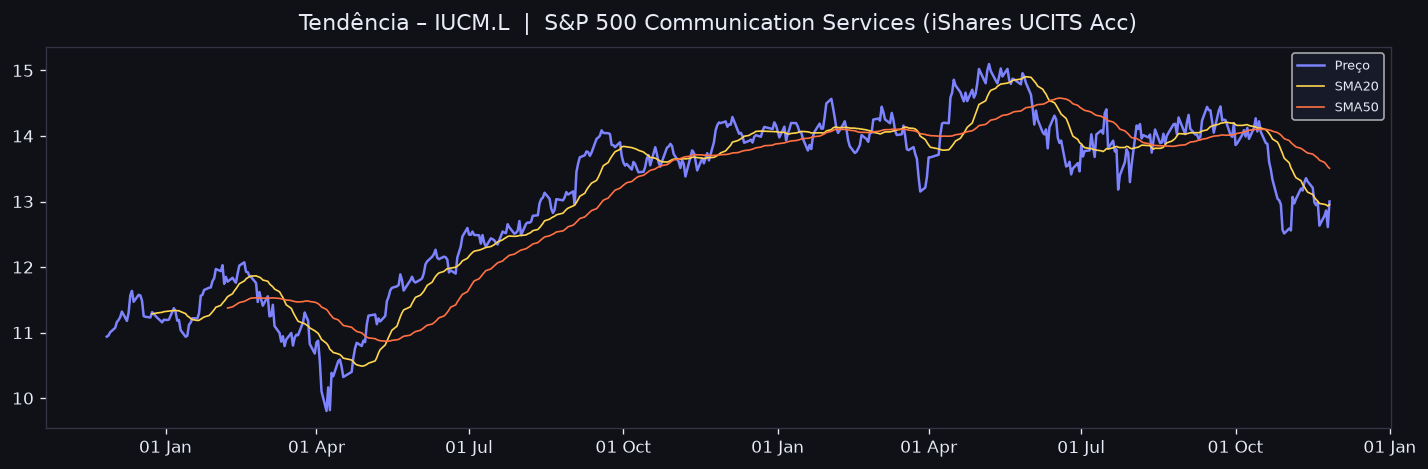 Tendência – IUCM.L | S&P 500 Communication Services (iShares UCITS Acc)
Preço
SMA20
SMA50
15
14
13
12
11
10
01 Jan
01 Apr
01 Jul
01 Oct
01 Jan
01 Apr
01 Jul
01 Oct
01 Jan